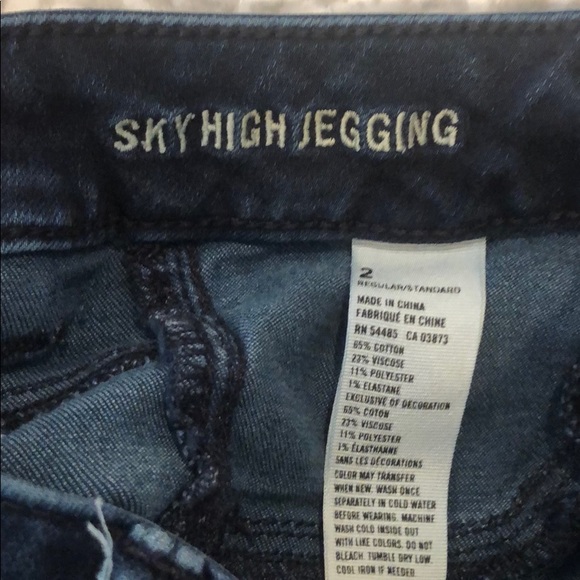 SKY HIGH JEGGING
2
REGULAR/STANDARD
MADE IN CHINA
FABRIQUÉ EN CHINE
RN 54485 CA 03873
65% COTTON
23% VISCOSE
11% POLYESTER
1% ELASTANE
EXCLUSIVE OF DECORATION
65% COTON
23% VISCOSE
11% POLYESTER
1% ÉLASTHANNE
SANS LES DÉCORATIONS
COLOR MAY TRANSFER
WHEN NEW. WASH ONCE
SEPARATELY IN COLD WATER
BEFORE WEARING. MACHINE
WASH COLD INSIDE OUT
WITH LIKE COLORS. DO NOT
BLEACH. TUMBLE DRY LOW.
COOL IRON IF NEEDED